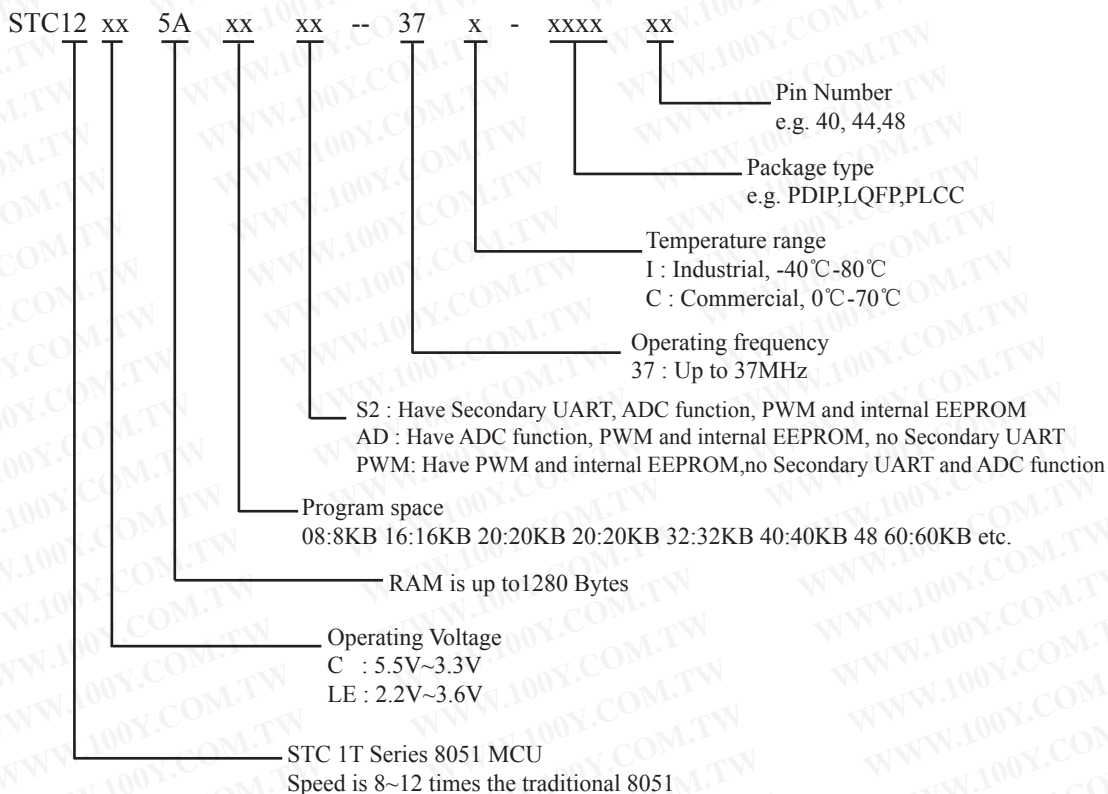 STC12 xx 5A xx xx -- 37 x - xxxx xx
Pin Number
e.g. 40, 44,48
Package type
e.g. PDIP,LQFP,PLCC
Temperature range
I : Industrial, -40℃-80℃
C : Commercial, 0℃-70℃
Operating frequency
37 : Up to 37MHz
S2 : Have Secondary UART, ADC function, PWM and internal EEPROM
AD : Have ADC function, PWM and internal EEPROM, no Secondary UART
PWM: Have PWM and internal EEPROM,no Secondary UART and ADC function
Program space
08:8KB 16:16KB 20:20KB 20:20KB 32:32KB 40:40KB 48 60:60KB etc.
RAM is up to1280 Bytes
Operating Voltage
C : 5.5V~3.3V
LE : 2.2V~3.6V
STC 1T Series 8051 MCU
Speed is 8~12 times the traditional 8051
WWW.100Y.COM.TW